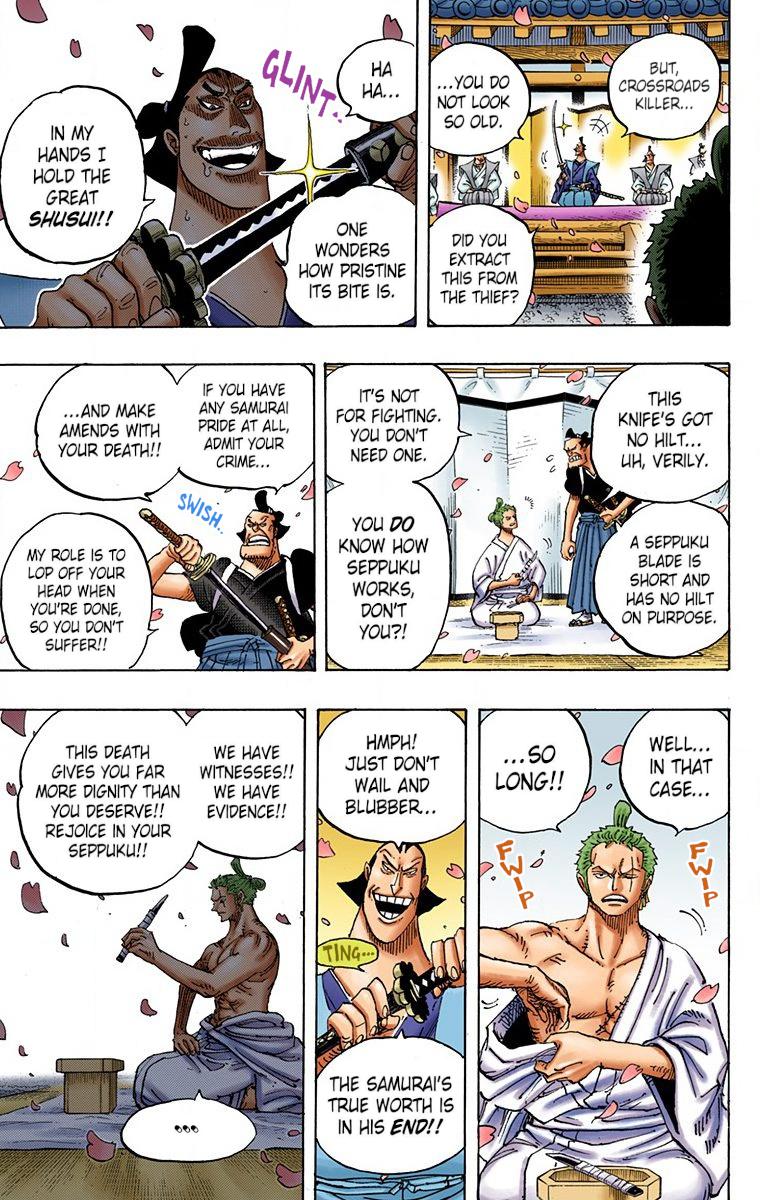 BUT,
CROSSROADS
KILLER...
...YOU DO
NOT LOOK
SO OLD.
DID YOU
EXTRACT
THIS FROM
THE THIEF?
HA
HA...
GLINT..
ONE
WONDERS
HOW PRISTINE
ITS BITE IS.
IN MY
HANDS I
HOLD THE
GREAT
SHUSUI!!
THIS
KNIFE'S GOT
NO HILT...
UH, VERILY.
A SEPPUKU
BLADE IS
SHORT AND
HAS NO HILT
ON PURPOSE.
IT'S NOT
FOR FIGHTING.
YOU DON'T
NEED ONE.
YOU DO
KNOW HOW
SEPPUKU
WORKS,
DON'T
YOU?!
IF YOU HAVE
ANY SAMURAI
PRIDE AT ALL,
ADMIT YOUR
CRIME...
...AND MAKE
AMENDS WITH
YOUR DEATH!!
SWISH..
MY ROLE IS TO
LOP OFF YOUR
HEAD WHEN
YOU'RE DONE,
SO YOU DON'T
SUFFER!!
WELL...
IN THAT
CASE...
...SO
LONG!!
FWIP
FWIP
HMPH!
JUST DON'T
WAIL AND
BLUBBER...
TING...
THE SAMURAI'S
TRUE WORTH IS
IN HIS END!!
WE HAVE
WITNESSES!!
WE HAVE
EVIDENCE!!
THIS DEATH
GIVES YOU FAR
MORE DIGNITY THAN
YOU DESERVE!!
REJOICE IN YOUR
SEPPUKU!!
...